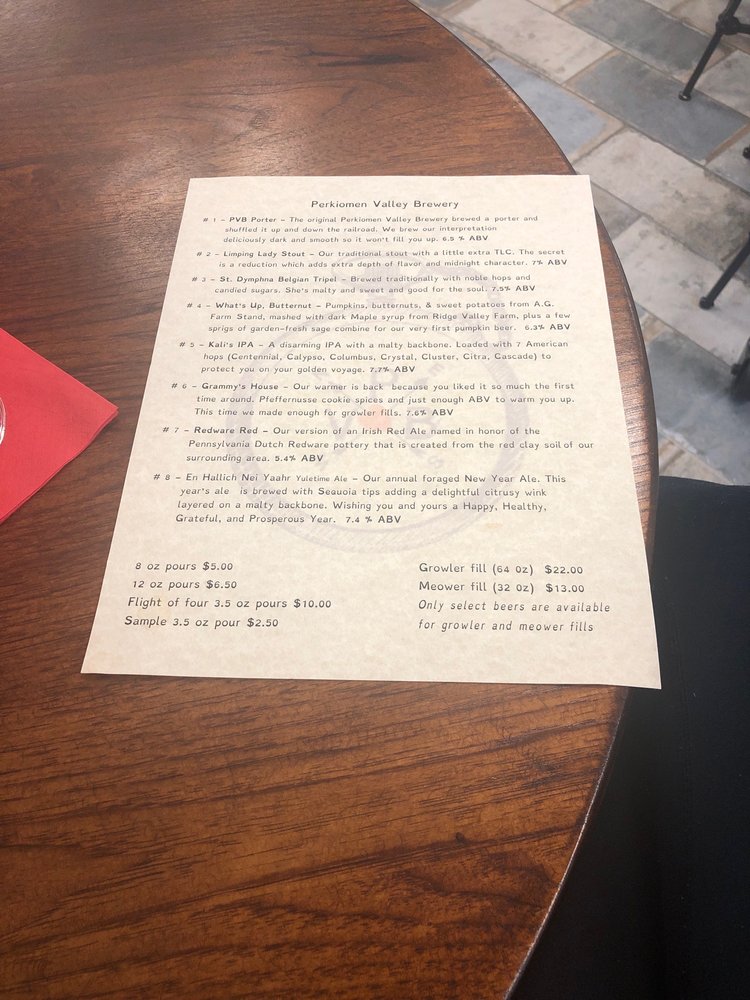 Perkiomen Valley Brewery
# 1 - PVB Porter - The original Perkiomen Valley Brewery brewed a porter and
shuffled it up and down the railroad. We brew our interpretation
deliciously dark and smooth so it won't fill you up. 6.5 % ABV
# 2 - Limping Lady Stout - Our traditional stout with a little extra TLC. The secret
is a reduction which adds extra depth of flavor and midnight character. 7% ABV
# 3 - St. Dymphna Belgian Tripel - Brewed traditionally with noble hops and
candied sugars. She's malty and sweet and good for the soul. 7.5% ABV
# 4 - What's Up, Butternut - Pumpkins, butternuts, & sweet potatoes from A.G.
Farm Stand, mashed with dark Maple syrup from Ridge Valley Farm, plus a few
sprigs of garden-fresh sage combine for our very first pumpkin beer. 6.3% ABV
# 5 - Kali's IPA - A disarming IPA with a malty backbone. Loaded with 7 American
hops (Centennial, Calypso, Columbus, Crystal, Cluster, Citra, Cascade) to
protect you on your golden voyage. 7.7% ABV
# 6 - Grammy's House - Our warmer is back because you liked it so much the first
time around. Pfeffernusse cookie spices and just enough ABV to warm you up.
This time we made enough for growler fills. 7.6% ABV
# 7 - Redware Red - Our version of an Irish Red Ale named in honor of the
Pennsylvania Dutch Redware pottery that is created from the red clay soil of our
surrounding area. 5.4% ABV
# 8 - En Hallich Nei Yaahr Yuletime Ale - Our annual foraged New Year Ale. This
year's ale is brewed with Sequoia tips adding a delightful citrusy wink
layered on a malty backbone. Wishing you and yours a Happy, Healthy,
Grateful, and Prosperous Year. 7.4 % ABV
8 oz pours $5.00
12 oz pours $6.50
Flight of four 3.5 oz pours $10.00
Sample 3.5 oz pour $2.50
Growler fill (64 oz) $22.00
Meower fill (32 oz) $13.00
Only select beers are available
for growler and meower fills